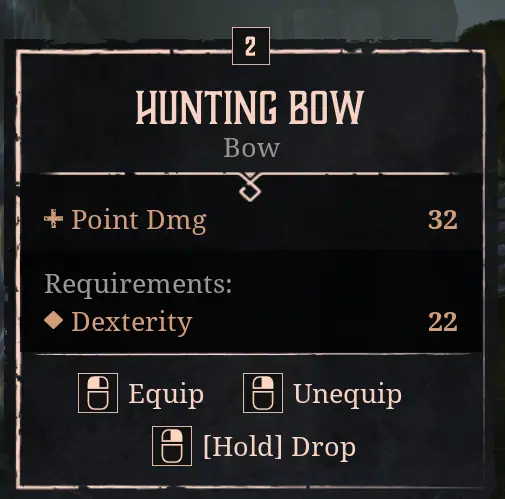 2
HUNTING BOW
Bow
Point Dmg 32
Requirements:
Dexterity 22
Equip Unequip
[Hold] Drop